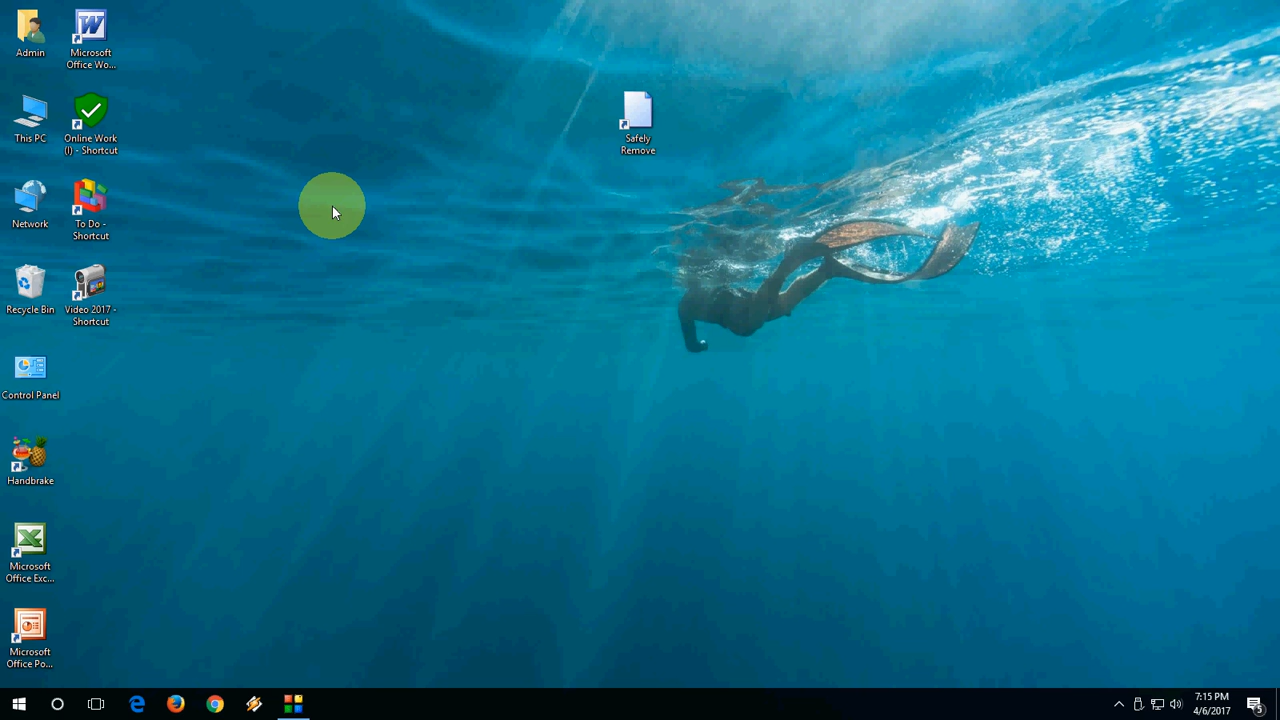 Admin
Microsoft
Office Wo...
This PC
Online Work
(I) - Shortcut
Network
To Do -
Shortcut
Recycle Bin
Video 2017 -
Shortcut
Control Panel
Handbrake
Microsoft
Office Exc...
Microsoft
Office Po...
Safely
Remove
7:15 PM
4/6/2017
5